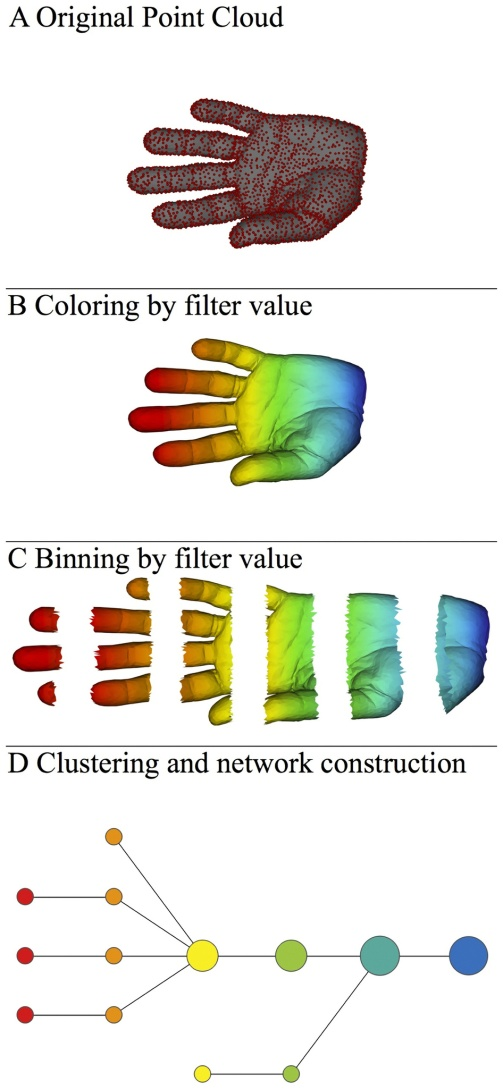 A Original Point Cloud
B Coloring by filter value
C Binning by filter value
D Clustering and network construction